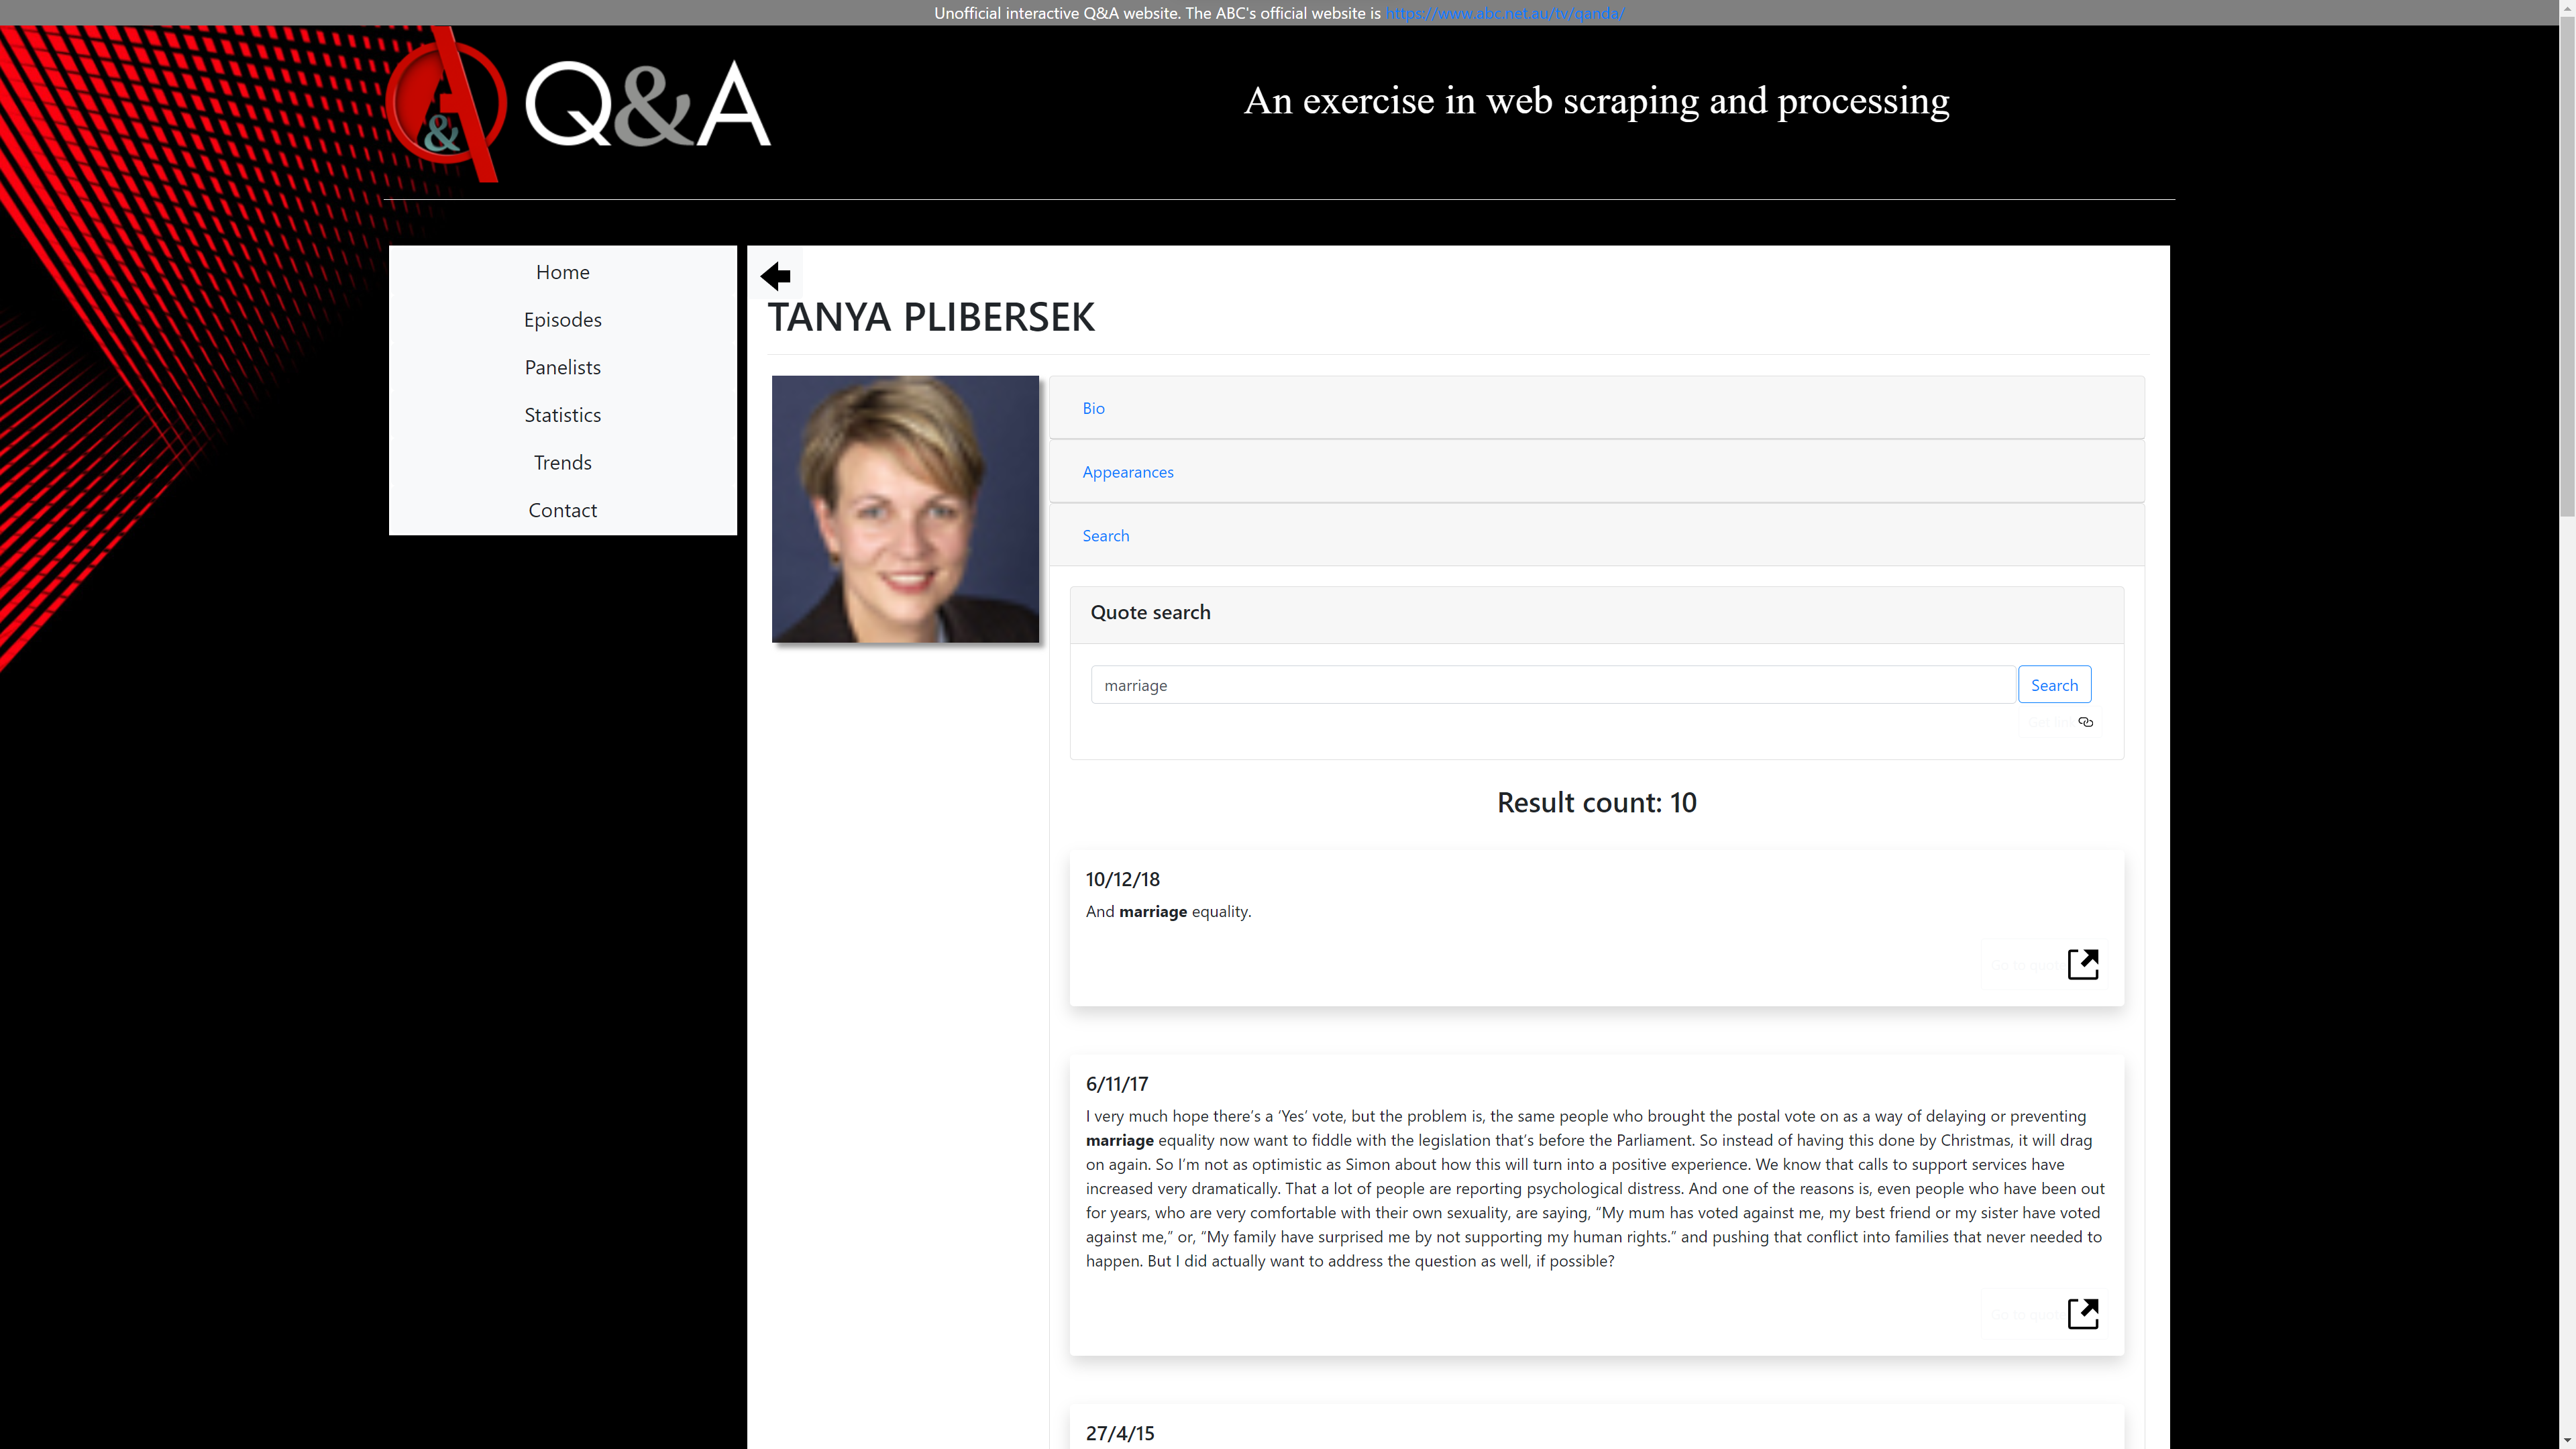 Unofficial interactive Q&A website. The ABC's official website is https://www.abc.net.au/tv/qanda/
& Q&A
An exercise in web scraping and processing
Home
Episodes
Panelists
Statistics
Trends
Contact
TANYA PLIBERSEK
Bio
Appearances
Search
Quote search
marriage
Search
Get
Result count: 10
10/12/18
And marriage equality.
Go to
6/11/17
I very much hope there's a ‘Yes’ vote, but the problem is, the same people who brought the postal vote on as a way of delaying or preventing
marriage equality now want to fiddle with the legislation that's before the Parliament. So instead of having this done by Christmas, it will drag
on again. So I'm not as optimistic as Simon about how this will turn into a positive experience. We know that calls to support services have
increased very dramatically. That a lot of people are reporting psychological distress. And one of the reasons is, even people who have been out
for years, who are very comfortable with their own sexuality, are saying, “My mum has voted against me, my best friend or my sister have voted
against me,” or, “My family have surprised me by not supporting my human rights.” and pushing that conflict into families that never needed to
happen. But I did actually want to address the question as well, if possible?
Go to
27/4/15